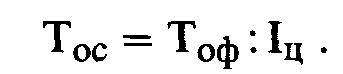 Tос = Tоф : Iц .